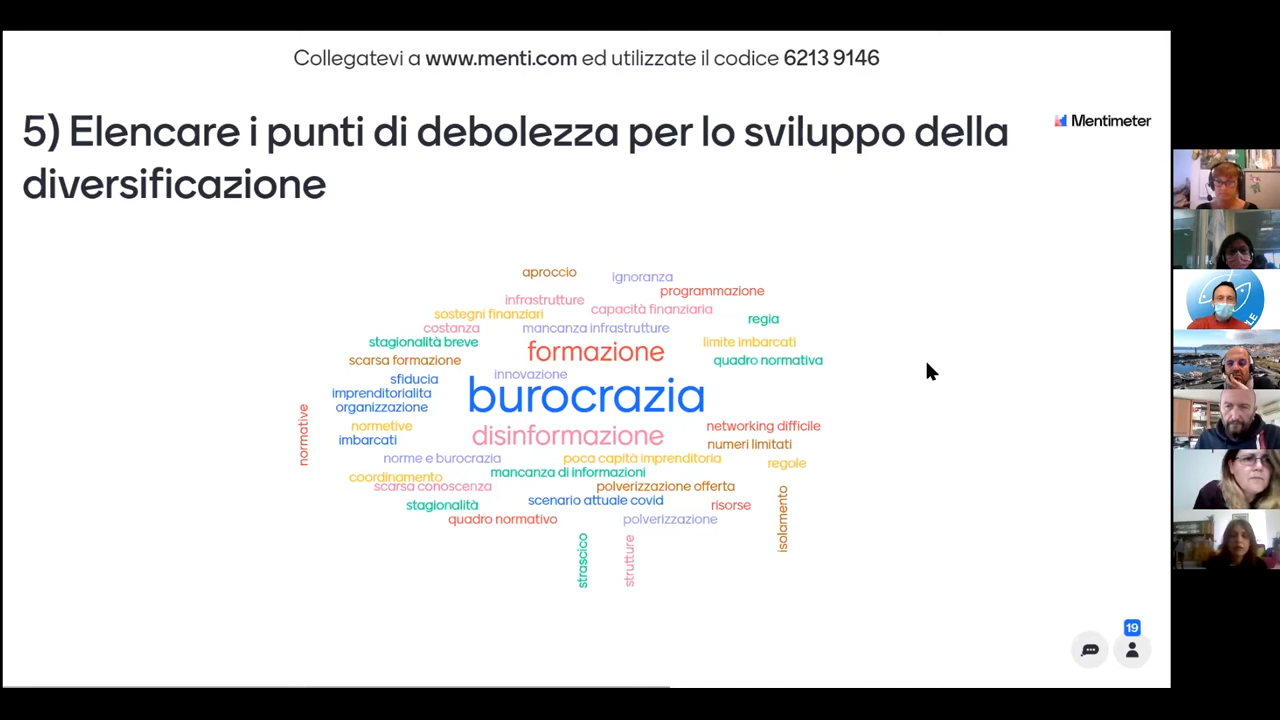 Collegatevi a www.menti.com ed utilizzate il codice 6213 9146
5) Elencare i punti di debolezza per lo sviluppo della
diversificazione
Mentimeter
aproccio
ignoranza
programmazione
infrastrutture
capacità finanziaria
sostegni finanziari
regia
costanza
mancanza infrastrutture
stagionalità breve
formazione
limite imbarcati
scarsa formazione
quadro normativa
innovazione
sfiducia
imprenditorialita
burocrazia
organizzazione
normative
normetive
networking difficile
imbarcati
disinformazione
numeri limitati
norme e burocrazia
poca capità imprenditoria
regole
coordinamento
mancanza di informazioni
scarsa conoscenza
polverizzazione offerta
stagionalità
scenario attuale covid
risorse
isolamento
quadro normativo
polverizzazione
strascico
strutture
19